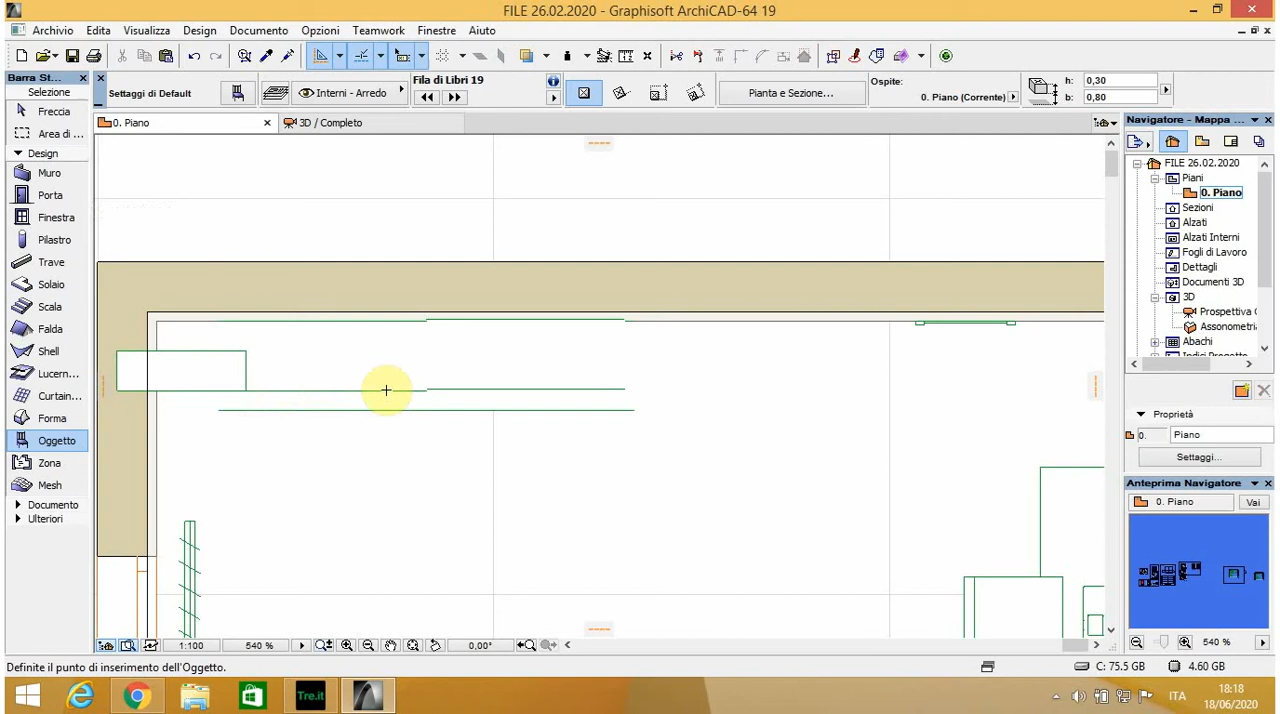 FILE 26.02.2020 - Graphisoft ArchiCAD-64 19
Archivio Edita Visualizza Design Documento Opzioni Teamwork Finestre Aiuto
Barra St...
Selezione
Freccia
Area di ...
Design
Muro
Porta
Finestra
Pilastro
Trave
Solaio
Scala
Falda
Shell
Lucern...
Curtain...
Forma
Oggetto
Zona
Mesh
Documento
Ulteriori
Settaggi di Default
Interni - Arredo
Fila di Libri 19
Pianta e Sezione...
Ospite:
0. Piano (Corrente)
h: 0,30
b: 0,80
0. Piano
3D / Completo
Navigatore - Mappa ...
FILE 26.02.2020
Piani
0. Piano
Sezioni
Alzati
Alzati Interni
Fogli di Lavoro
Dettagli
Documenti 3D
3D
Prospettiva
Assonometri
Abachi
Proprietà
0. Piano
Settaggi...
Anteprima Navigatore
0. Piano Vai
540 %
1:100 540 % 0,00°
Definite il punto di inserimento dell'Oggetto.
C: 75.5 GB 4.60 GB
Tre.it
ITA
18:18
18/06/2020